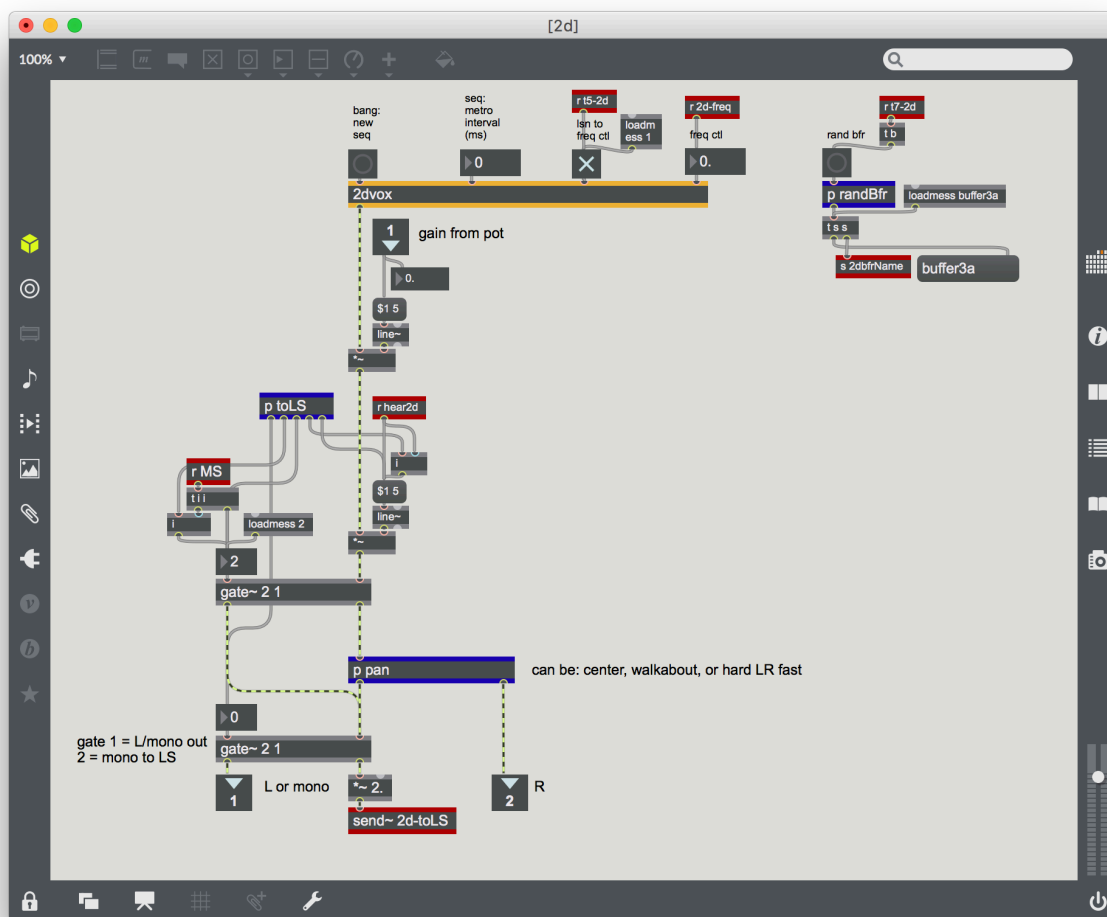 [2d]
100%
bang:
new
seq
seq:
metro
interval
(ms)
r t5-2d
lsn to
freq ctl
loadm
ess 1
r 2d-freq
freq ctl
r t7-2d
t b
rand bfr
0
0.
2dvox
p randBfr
loadmess buffer3a
t s s
s 2dbfrName
buffer3a
1
gain from pot
0.
$1 5
line~
*~
p toLS
r hear2d
i
r MS
t i i
$1 5
i
loadmess 2
line~
*~
2
gate~ 2 1
p pan
can be: center, walkabout, or hard LR fast
0
gate 1 = L/mono out
2 = mono to LS
gate~ 2 1
1
L or mono
*~ 2.
2
R
send~ 2d-toLS